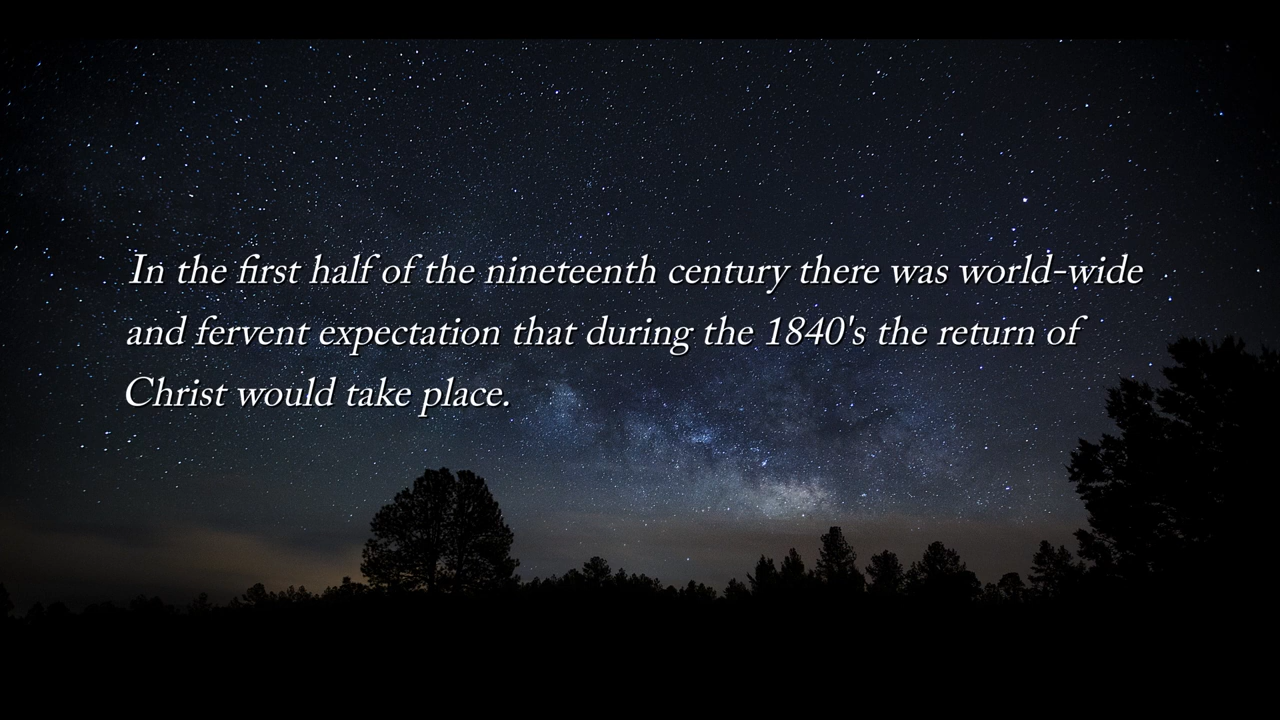 In the first half of the nineteenth century there was world-wide
and fervent expectation that during the 1840's the return of
Christ would take place.